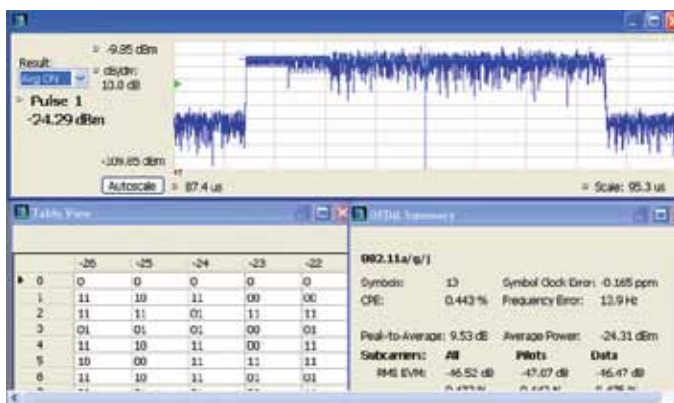 -9.85 dBm
Result
dB/div:
Avg ON
10.0 dB
Pulse 1
-24.29 dBm
-109.85 dBm
Autoscale
87.4 us
Scale: 95.3 us
Table View
OFDM Summary
-26 -25 -24 -23 -22
0 0 0 0 0 0
1 11 10 11 00 00
2 11 11 01 11 11
3 01 01 01 00 01
4 11 10 11 00 11
5 10 00 11 11 11
6 11 10 11 01 01
802.11a/g/j
Symbols: 13 Symbol Clock Error: -0.165 ppm
CPE: 0.443 % Frequency Error: 13.9 Hz
Peak-to-Average: 9.53 dB Average Power: -24.31 dBm
Subcarriers: All Pilots Data
RMS EVM: -46.52 dB -47.07 dB -46.47 dB